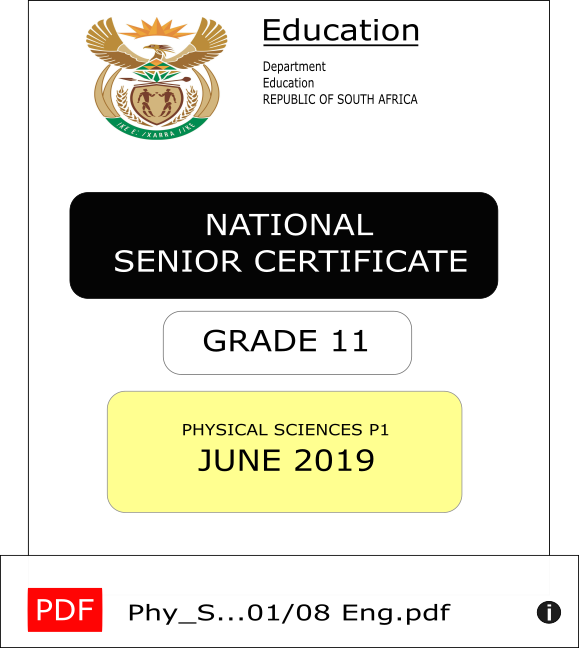 Education
Department
Education
REPUBLIC OF SOUTH AFRICA
!KE E: /XARRA //KE
NATIONAL
SENIOR CERTIFICATE
GRADE 11
PHYSICAL SCIENCES P1
JUNE 2019
PDF Phy_S...01/08 Eng.pdf i